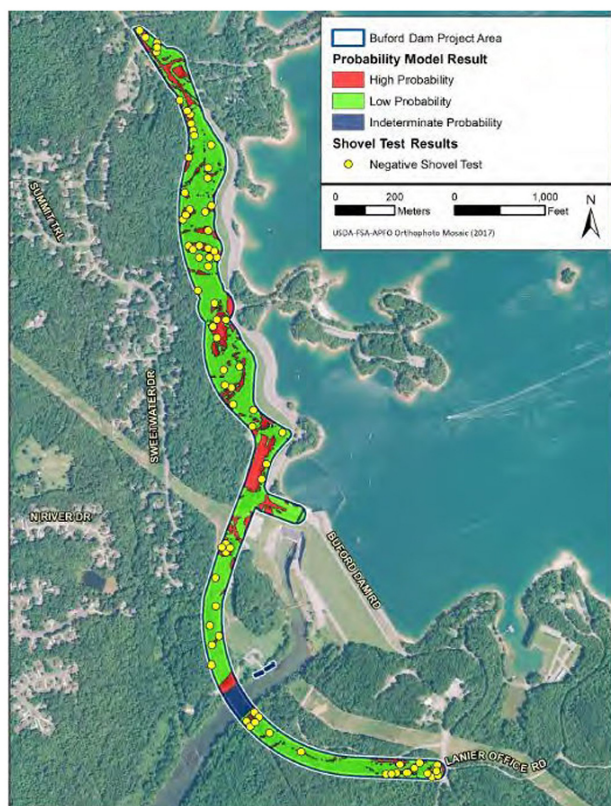 Buford Dam Project Area
Probability Model Result
High Probability
Low Probability
Indeterminate Probability
Shovel Test Results
Negative Shovel Test
0 200
Meters
0 1,000
Feet
N
USDA-FSA-APFO Orthophoto Mosaic (2017)
SUMMIT TRL
SWEETWATER DR
N RIVER DR
BUFORD DAM RD
LANIER OFFICE RD